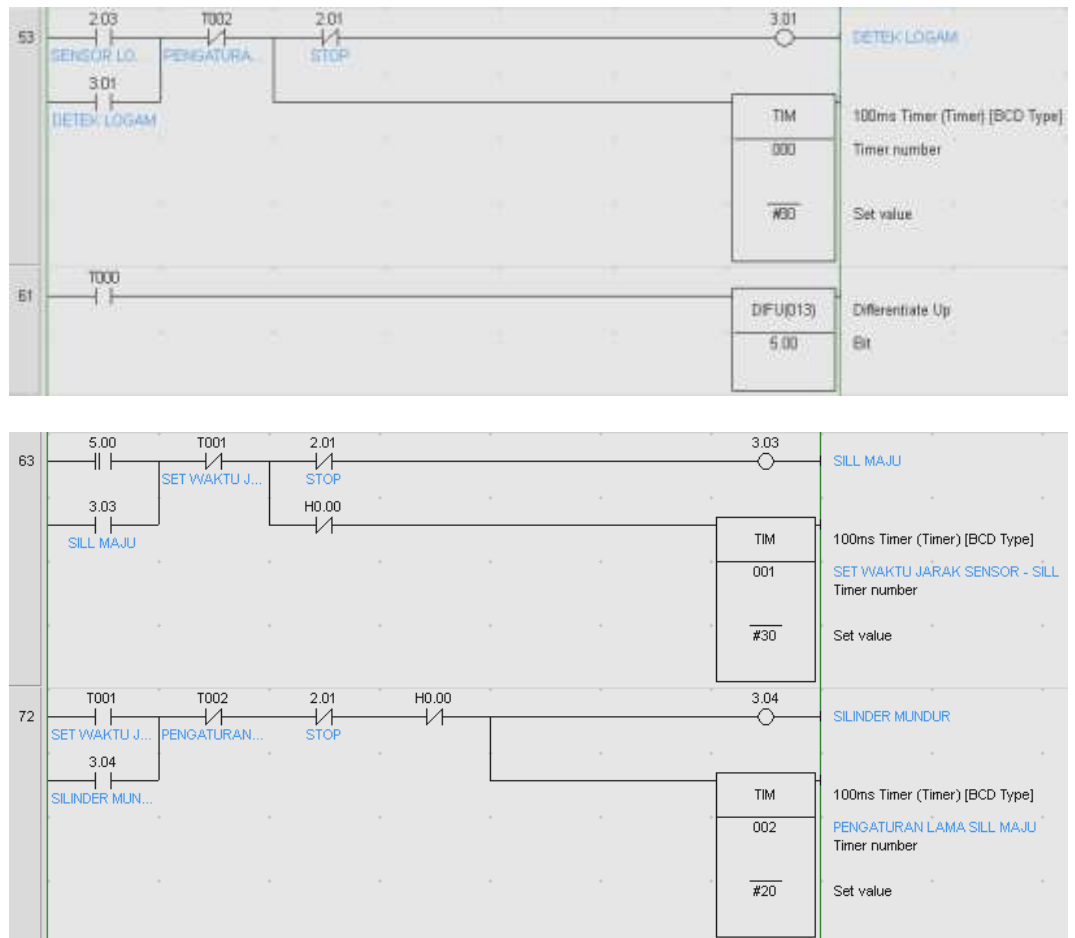 2.03 T002 2.01 3.01
53
SENSOR LO. PENGATURA... STOP DETEK LOGAM
3.01
DETEK LOGAM
TIM 100ms Timer (Timer) [BCD Type]
000 Timer number
Set value
T000
61
DIFU(013) Differentiate Up
5.00 Bit
5.00 T001 2.01 3.03
63
SET WAKTU J... STOP SILL MAJU
3.03 H0.00
SILL MAJU
TIM 100ms Timer (Timer) [BCD Type]
001 SET WAKTU JARAK SENSOR - SILL
Timer number
#30 Set value
T001 T002 2.01 H0.00 3.04
72
SET WAKTU J... PENGATURAN... STOP SILINDER MUNDUR
3.04
SILINDER MUN...
TIM 100ms Timer (Timer) [BCD Type]
002 PENGATURAN LAMA SILL MAJU
Timer number
#20 Set value